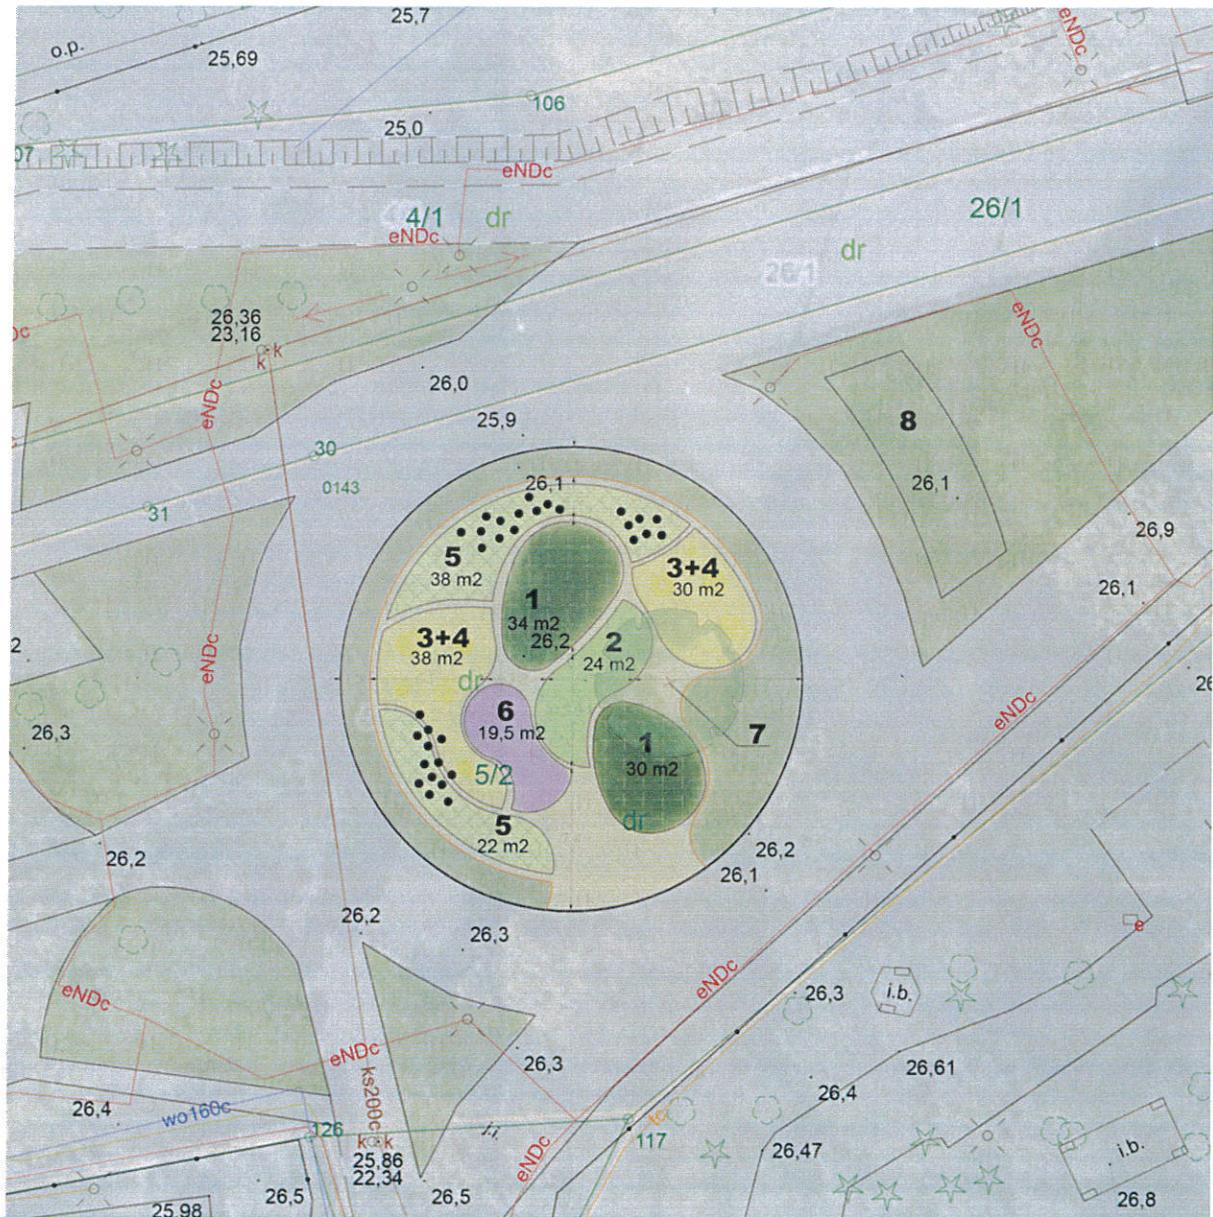 25,7
o.p.
25,69
eNDc
106
25,0
07
eNDc
4/1 dr
26/1
eNDc
dr
26/1
26,36
23,16
eNDc
k
k
eNDc
26,0
8
25,9
30
26,1
26,1
0143
31
26,9
5
38 m2
3+4
30 m2
26,1
1
34 m2
26,2
3+4
38 m2
2
24 m2
eNDc
dr
6
19,5 m2
eNDc
26,3
7
1
30 m2
5/2
dr
5
22 m2
26,2
26,2
26,1
26,2
26,3
e
eNDc
eNDc
26,3
i.b.
eNDc
26,3
26,61
ks200c
26,4
26,4
wo160c
126
k k
i.i.
117
25,86
22,34
eNDc
26,47
i.b.
26,5
26,5
26,8
25,98